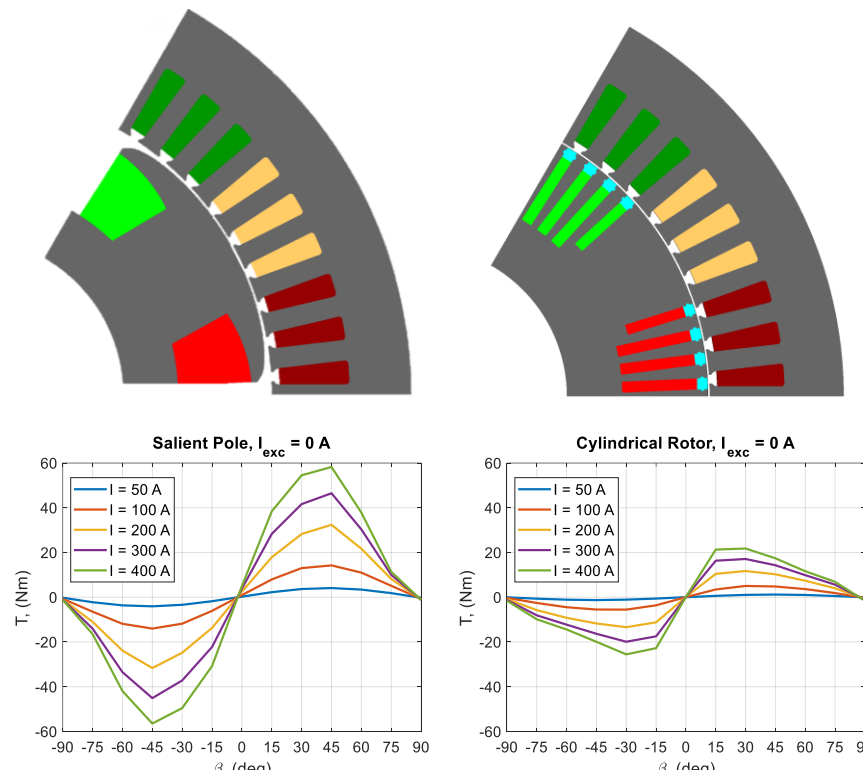 Salient Pole, I_exc = 0 A
T, (Nm)
60
40
20
0
-20
-40
-60
I = 50 A
I = 100 A
I = 200 A
I = 300 A
I = 400 A
-90 -75 -60 -45 -30 -15 0 15 30 45 60 75 90
β, (deg)
Cylindrical Rotor, I_exc = 0 A
T, (Nm)
60
40
20
0
-20
-40
-60
I = 50 A
I = 100 A
I = 200 A
I = 300 A
I = 400 A
-90 -75 -60 -45 -30 -15 0 15 30 45 60 75
β, (deg)